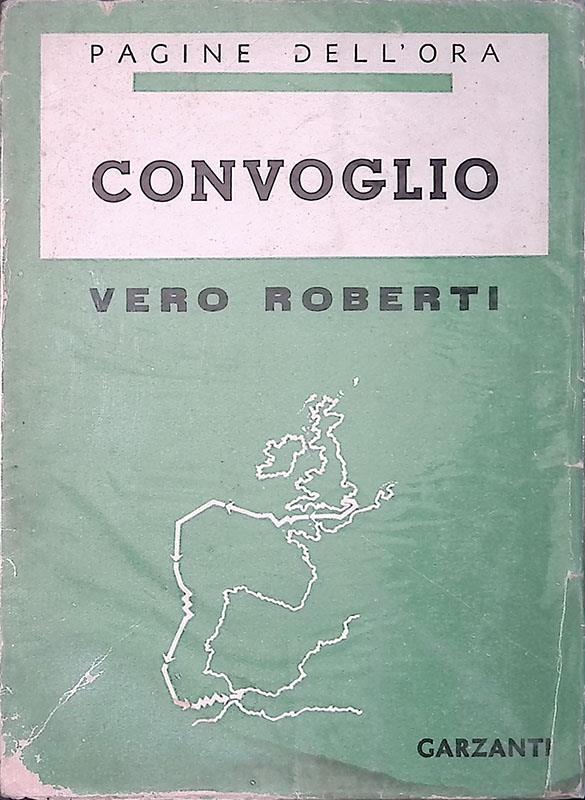 PAGINE DELL'ORA
CONVOGLIO
VERO ROBERTI
GARZANTI